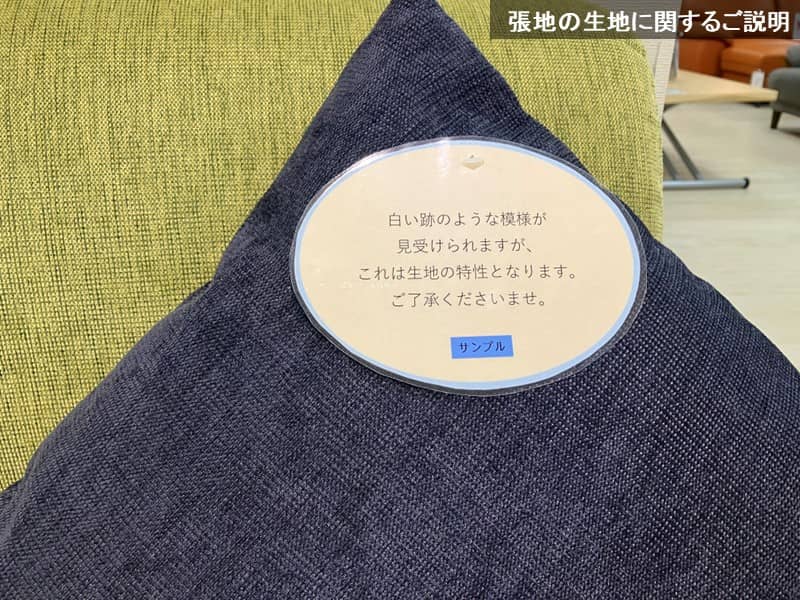 張地の生地に関するご説明
白い跡のような模様が
見受けられますが、
これは生地の特性となります。
ご了承くださいませ。
サンプル